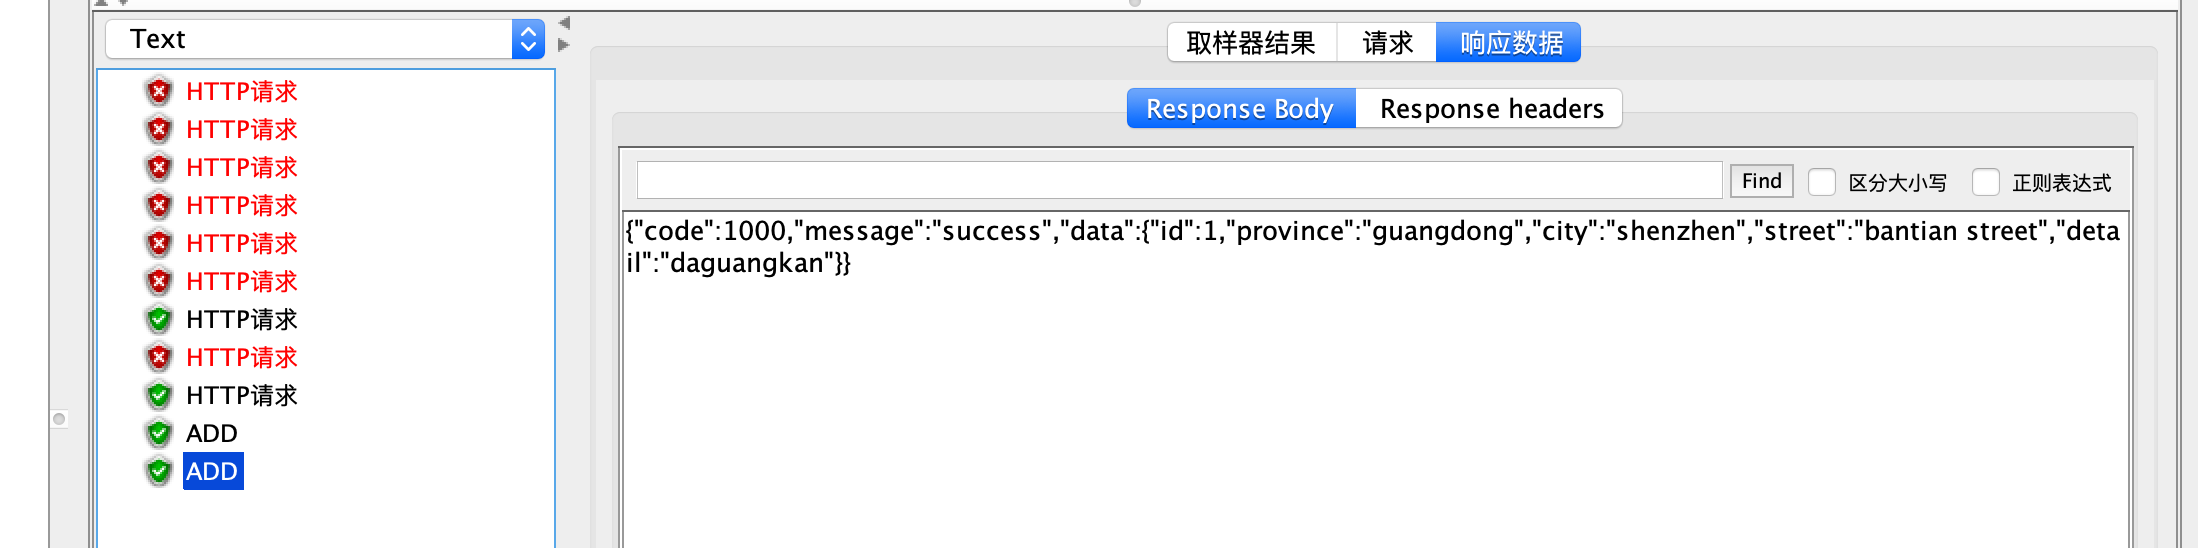 Text
取样器结果 请求 响应数据
HTTP请求
HTTP请求
HTTP请求
HTTP请求
HTTP请求
HTTP请求
HTTP请求
HTTP请求
HTTP请求
ADD
ADD
Response Body Response headers
Find 区分大小写 正则表达式
{"code":1000,"message":"success","data":{"id":1,"province":"guangdong","city":"shenzhen","street":"bantian street","deta
il":"daguangkan"}}